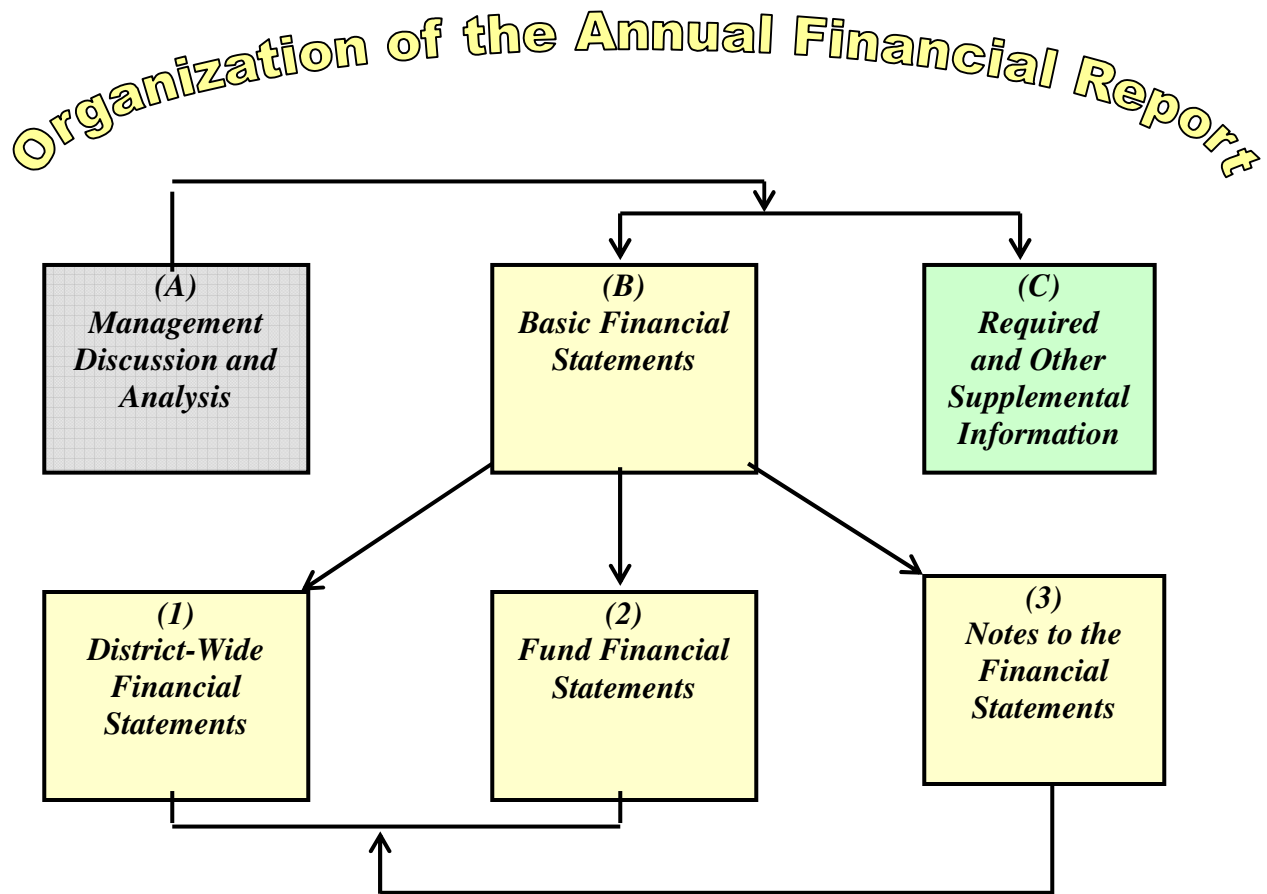 Organization of the Annual Financial Report
(A)
Management
Discussion and
Analysis
(B)
Basic Financial
Statements
(C)
Required
and Other
Supplemental
Information
(1)
District-Wide
Financial
Statements
(2)
Fund Financial
Statements
(3)
Notes to the
Financial
Statements